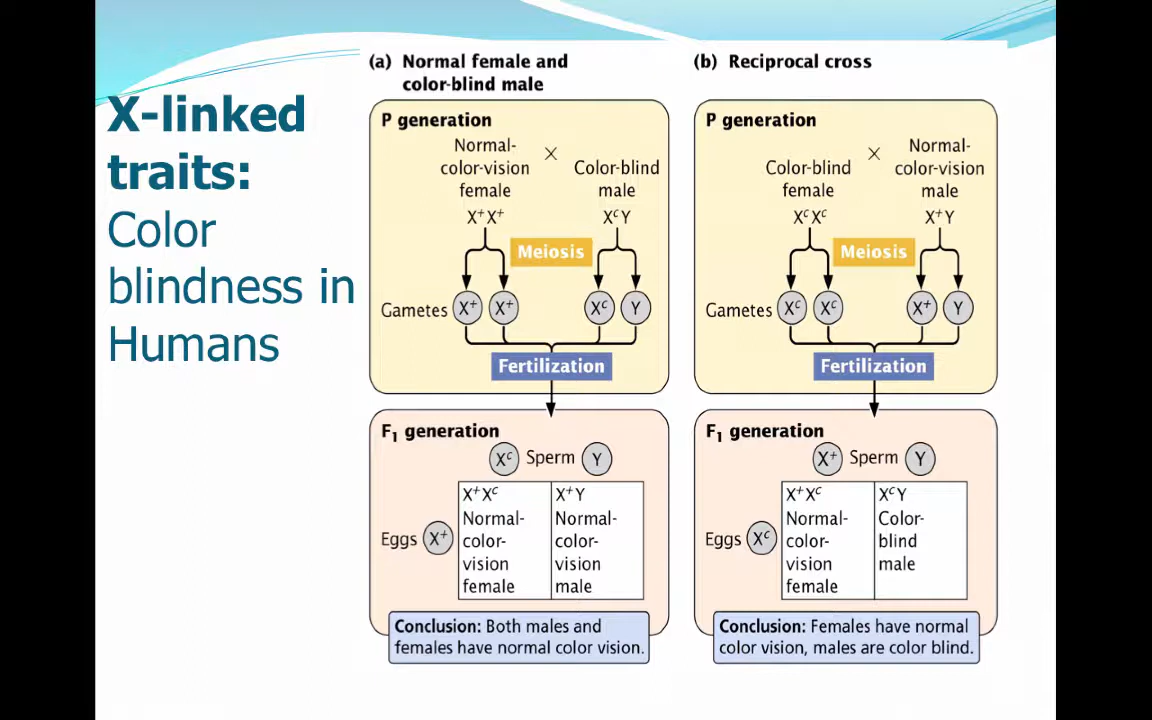 X-linked
traits:
Color
blindness in
Humans
(a) Normal female and
color-blind male
P generation
Normal-
color-vision
female
×
Color-blind
male
X⁺X⁺
XᶜY
Meiosis
Gametes X⁺ X⁺ Xᶜ Y
Fertilization
F₁ generation
Xᶜ Sperm Y
Eggs X⁺
X⁺Xᶜ
Normal-
color-
vision
female
X⁺Y
Normal-
color-
vision
male
Conclusion: Both males and
females have normal color vision.
(b) Reciprocal cross
P generation
Color-blind
female
×
Normal-
color-vision
male
XᶜXᶜ
X⁺Y
Meiosis
Gametes Xᶜ Xᶜ X⁺ Y
Fertilization
F₁ generation
X⁺ Sperm Y
Eggs Xᶜ
X⁺Xᶜ
Normal-
color-
vision
female
XᶜY
Color-
blind
male
Conclusion: Females have normal
color vision, males are color blind.